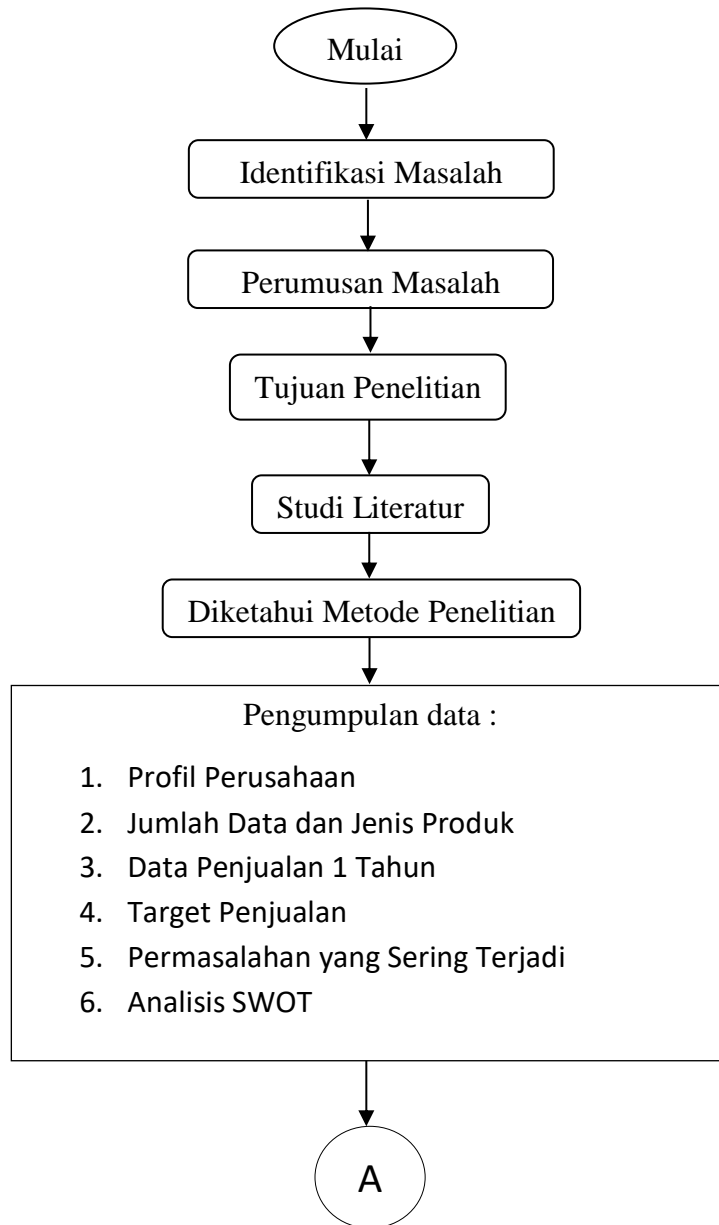 Mulai
Identifikasi Masalah
Perumusan Masalah
Tujuan Penelitian
Studi Literatur
Diketahui Metode Penelitian
Pengumpulan data :
1. Profil Perusahaan
2. Jumlah Data dan Jenis Produk
3. Data Penjualan 1 Tahun
4. Target Penjualan
5. Permasalahan yang Sering Terjadi
6. Analisis SWOT
A